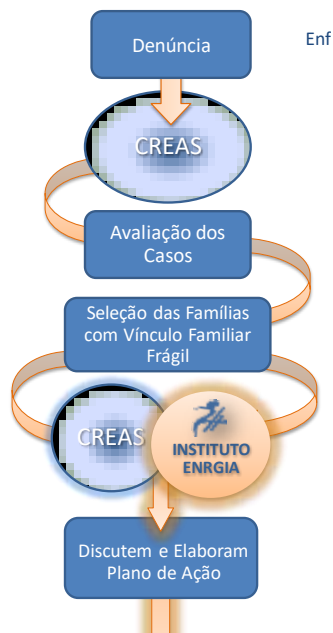 Denúncia
Enf
CREAS
Avaliação dos
Casos
Seleção das Famílias
com Vínculo Familiar
Frágil
CREAS
INSTITUTO
ENRGIA
Discutem e Elaboram
Plano de Ação